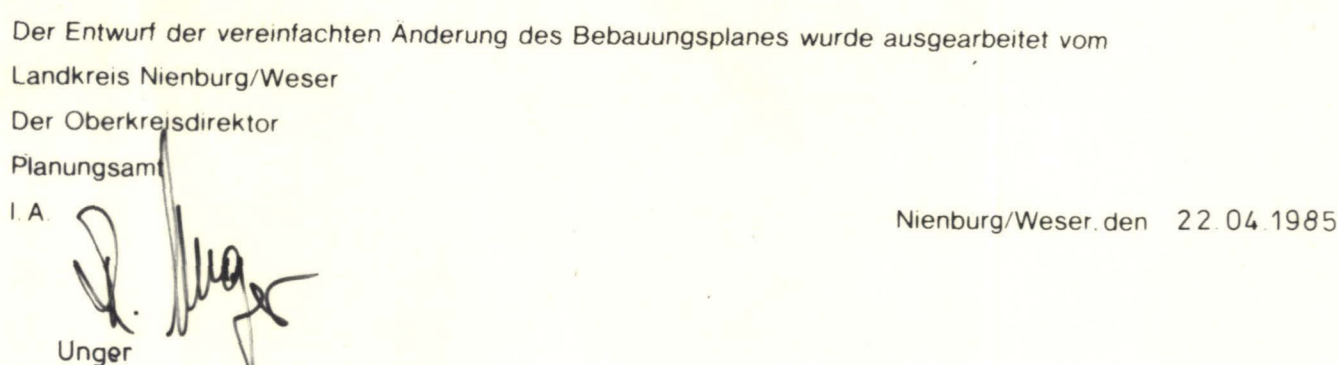 Der Entwurf der vereinfachten Änderung des Bebauungsplanes wurde ausgearbeitet vom
Landkreis Nienburg/Weser
Der Oberkreisdirektor
Planungsamt
I. A.
Nienburg/Weser, den 22.04.1985
R. Unger
Unger